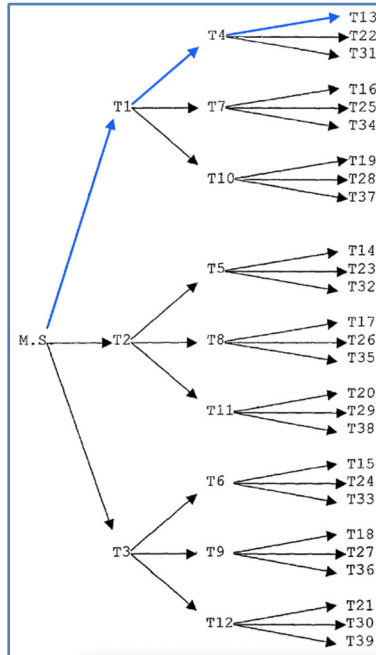 T13
T4 T22
T31
T16
T1 T7 T25
T34
T19
T10 T28
T37
T14
T5 T23
T32
T17
M.S T2 T8 T26
T35
T20
T11 T29
T38
T15
T6 T24
T33
T18
T3 T9 T27
T36
T21
T12 T30
T39